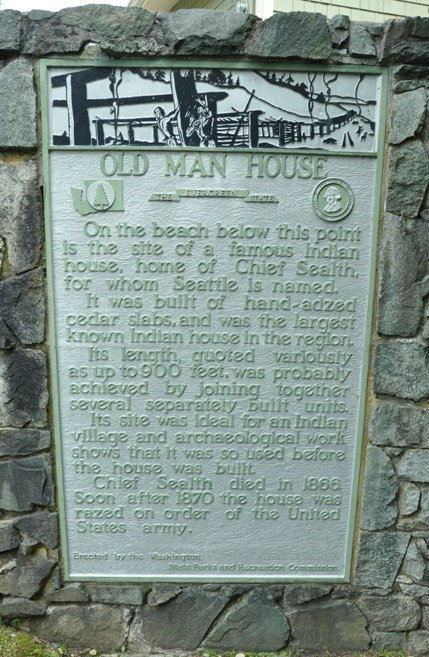 OLD MAN HOUSE
THE EVERGREEN STATE
On the beach below this point
is the site of a famous Indian
house, home of Chief Sealth,
for whom Seattle is named.
It was built of hand-adzed
cedar slabs, and was the largest
known Indian house in the region.
Its length, quoted variously
as up to 900 feet, was probably
achieved by joining together
several separately built units.
Its site was ideal for an Indian
village and archaeological work
shows that it was so used before
the house was built.
Chief Sealth died in 1866
Soon after 1870 the house was
razed on order of the United
States army.
Erected by the Washington
State Parks and Recreation Commission.